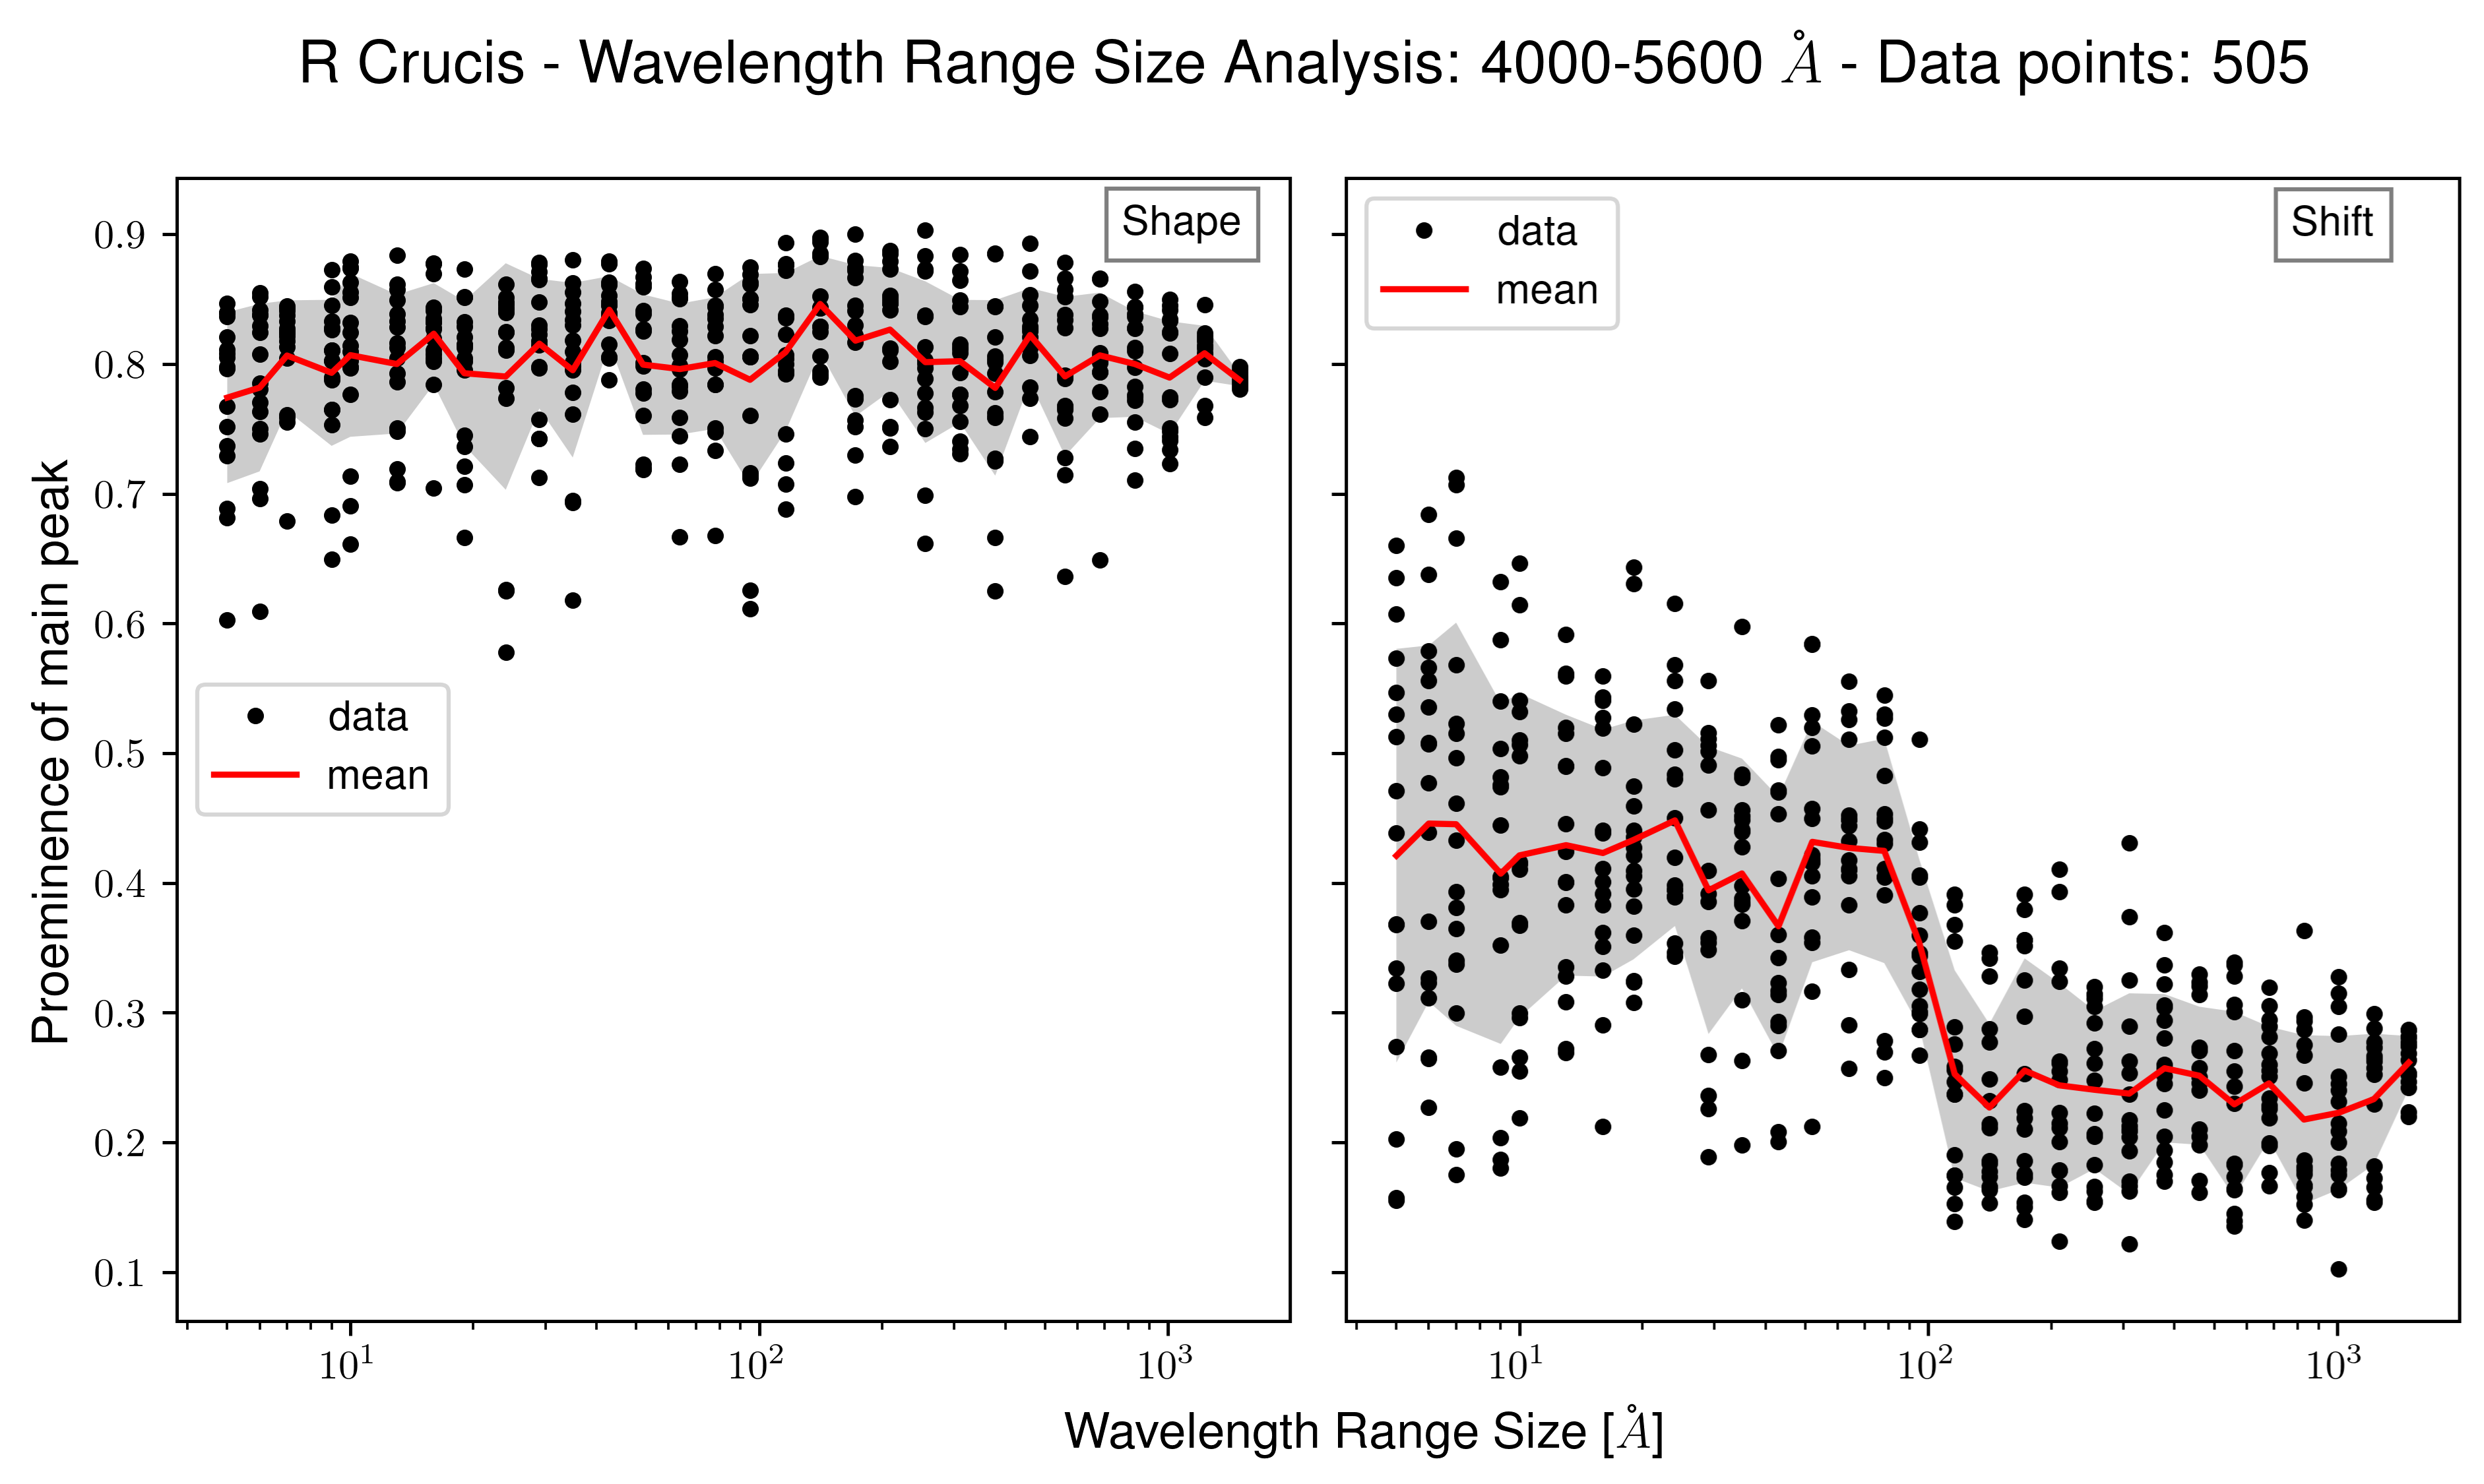 R Crucis - Wavelength Range Size Analysis: 4000-5600 Å - Data points: 505
Proeminence of main peak
0.9
0.8
0.7
0.6
0.5
0.4
0.3
0.2
0.1
Shape
data
mean
10¹
10²
10³
data
mean
Shift
10¹
10²
10³
Wavelength Range Size [Å]